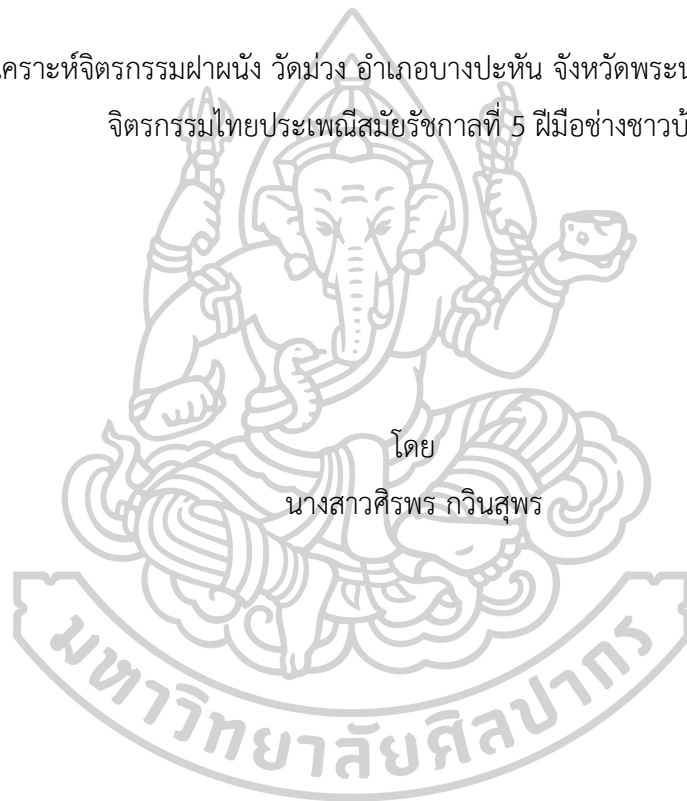 เคราะห์จิตรกรรมฝาผนัง วัดม่วง อำเภอบางปะหัน จังหวัดพระน
จิตรกรรมไทยประเพณีสมัยรัชกาลที่ 5 ฝีมือช่างชาวบ้
โดย
นางสาวศิรพร กวินสุพร
มหาวิทยาลัยศิลปากร